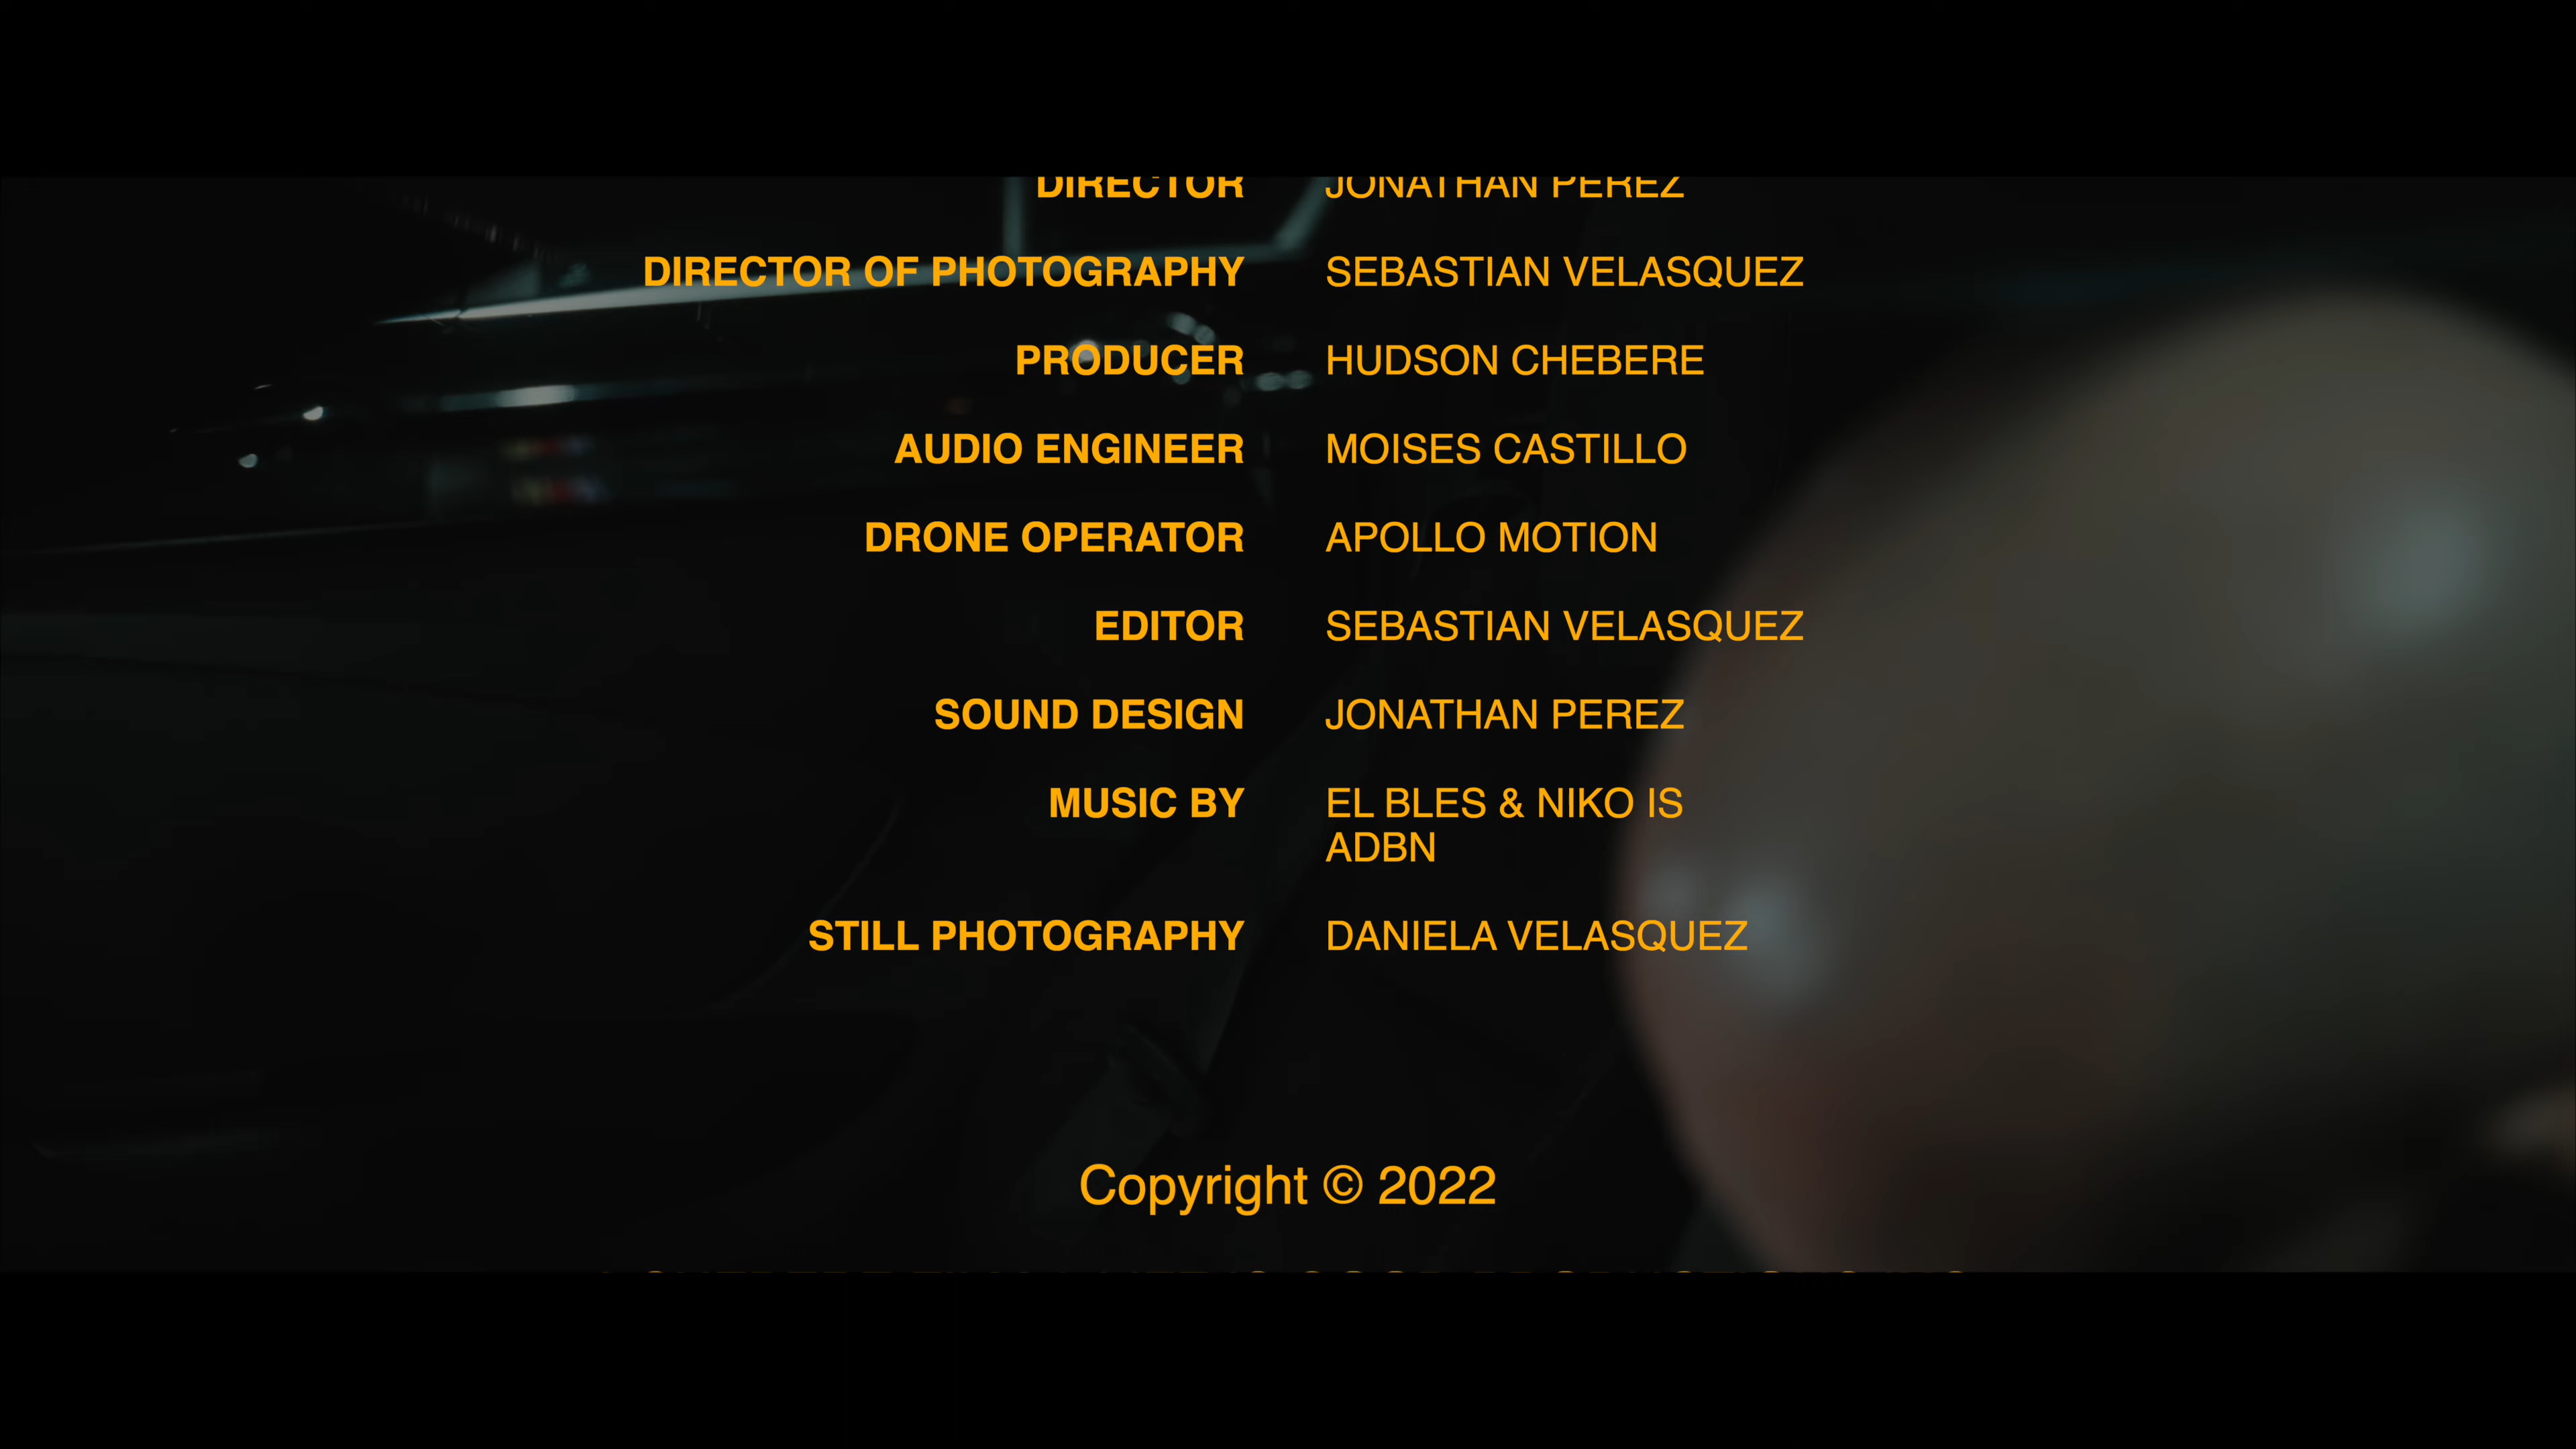 DIRECTOR JONATHAN PEREZ
DIRECTOR OF PHOTOGRAPHY SEBASTIAN VELASQUEZ
PRODUCER HUDSON CHEBERE
AUDIO ENGINEER MOISES CASTILLO
DRONE OPERATOR APOLLO MOTION
EDITOR SEBASTIAN VELASQUEZ
SOUND DESIGN JONATHAN PEREZ
MUSIC BY EL BLES & NIKO IS
ADBN
STILL PHOTOGRAPHY DANIELA VELASQUEZ
Copyright © 2022